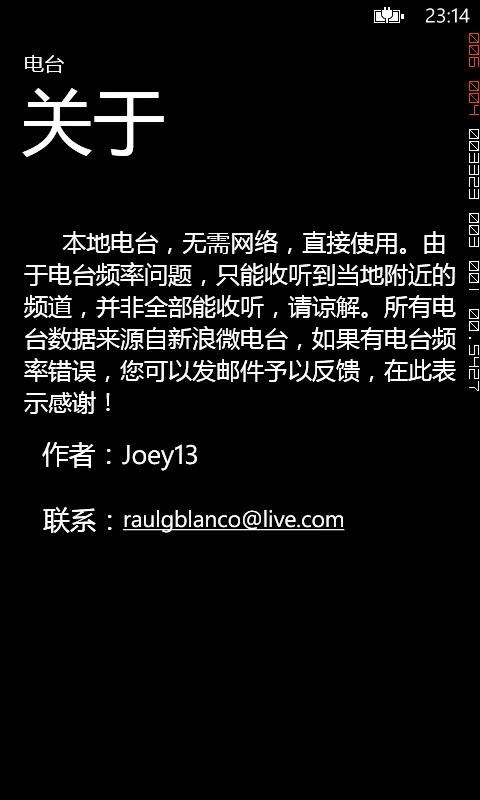 23:14
电台
关于
本地电台，无需网络，直接使用。由
于电台频率问题，只能收听到当地附近的
频道，并非全部能收听，请谅解。所有电
台数据来源自新浪微电台，如果有电台频
率错误，您可以发邮件予以反馈，在此表
示感谢！
作者：Joey13
联系：raulgblanco@live.com
006 004 003323 003 001 00.5427